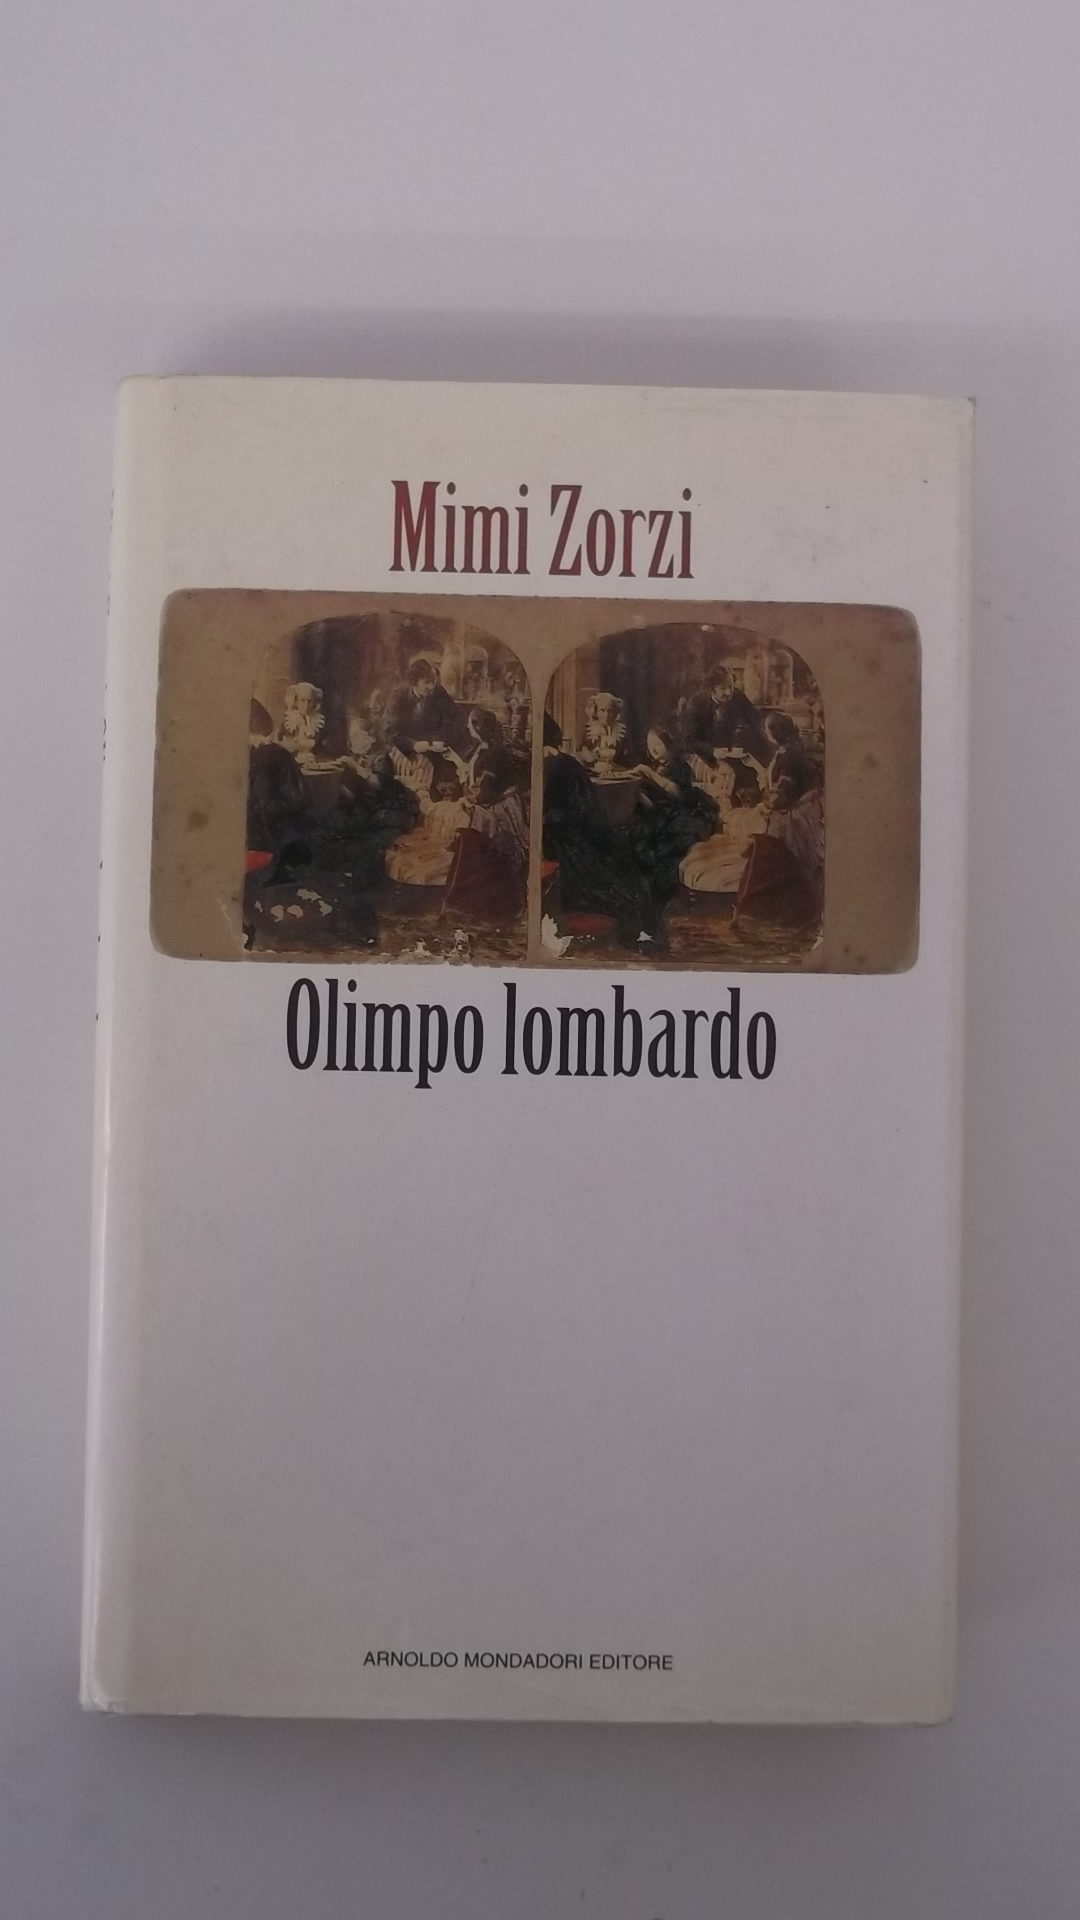 Mimi Zorzi
Olimpo lombardo
ARNOLDO MONDADORI EDITORE